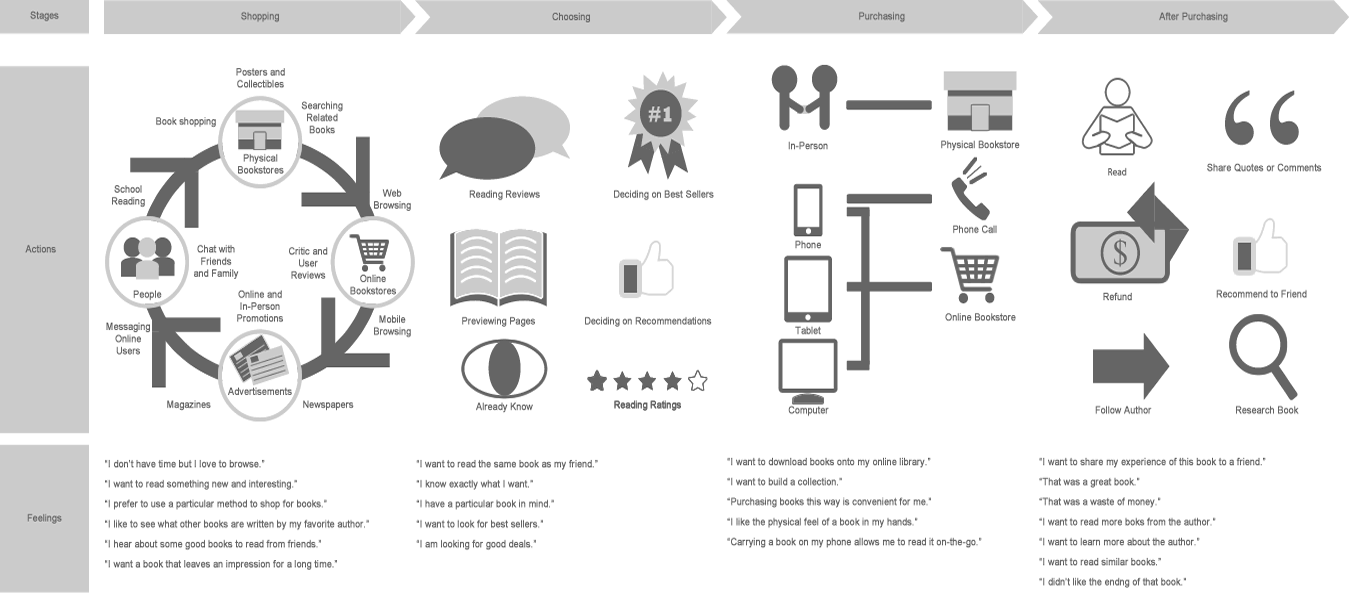 Stages
Shopping
Choosing
Purchasing
After Purchasing
Actions
Posters and
Collectibles
Book shopping
Searching
Related
Books
Physical
Bookstores
School
Reading
Web
Browsing
Chat with
Friends
and Family
Critic and
User
Reviews
People
Online
Bookstores
Online and
In-Person
Promotions
Messaging
Online
Users
Mobile
Browsing
Advertisements
Magazines
Newspapers
Reading Reviews
#1
Deciding on Best Sellers
Previewing Pages
Deciding on Recommendations
Already Know
Reading Ratings
In-Person
Physical Bookstore
Phone
Phone Call
Tablet
Online Bookstore
Computer
Read
Share Quotes or Comments
$
Refund
Recommend to Friend
Follow Author
Research Book
Feelings
"I don't have time but I love to browse."
"I want to read something new and interesting."
"I prefer to use a particular method to shop for books."
"I like to see what other books are written by my favorite author."
"I hear about some good books to read from friends."
"I want a book that leaves an impression for a long time."
"I want to read the same book as my friend."
"I know exactly what I want."
"I have a particular book in mind."
"I want to look for best sellers."
"I am looking for good deals."
"I want to download books onto my online library."
"I want to build a collection."
"Purchasing books this way is convenient for me."
"I like the physical feel of a book in my hands."
"Carrying a book on my phone allows me to read it on-the-go."
"I want to share my experience of this book to a friend."
"That was a great book."
"That was a waste of money."
"I want to read more boks from the author."
"I want to learn more about the author."
"I want to read similar books."
"I didn't like the endng of that book."